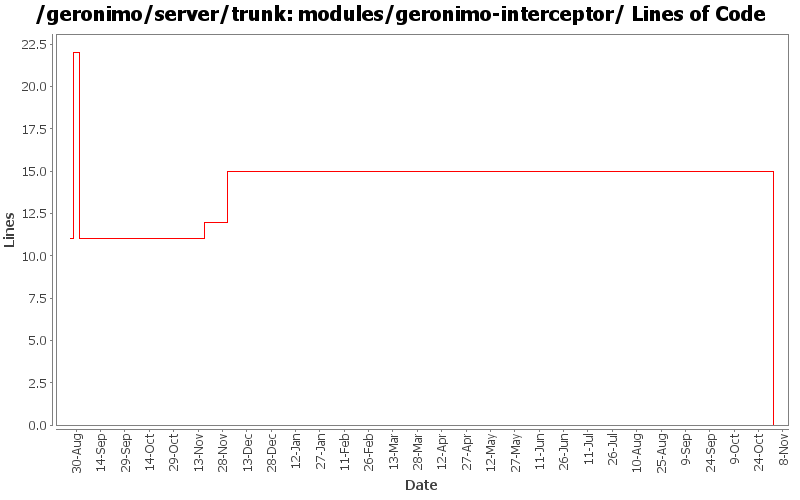 /geronimo/server/trunk: modules/geronimo-interceptor/ Lines of Code
22.5
20.0
17.5
15.0
12.5
10.0
7.5
5.0
2.5
0.0
Lines
30-Aug
14-Sep
29-Sep
14-Oct
29-Oct
13-Nov
28-Nov
13-Dec
28-Dec
12-Jan
27-Jan
11-Feb
26-Feb
13-Mar
28-Mar
12-Apr
27-Apr
12-May
27-May
11-Jun
26-Jun
11-Jul
26-Jul
10-Aug
25-Aug
9-Sep
24-Sep
9-Oct
24-Oct
8-Nov
Date